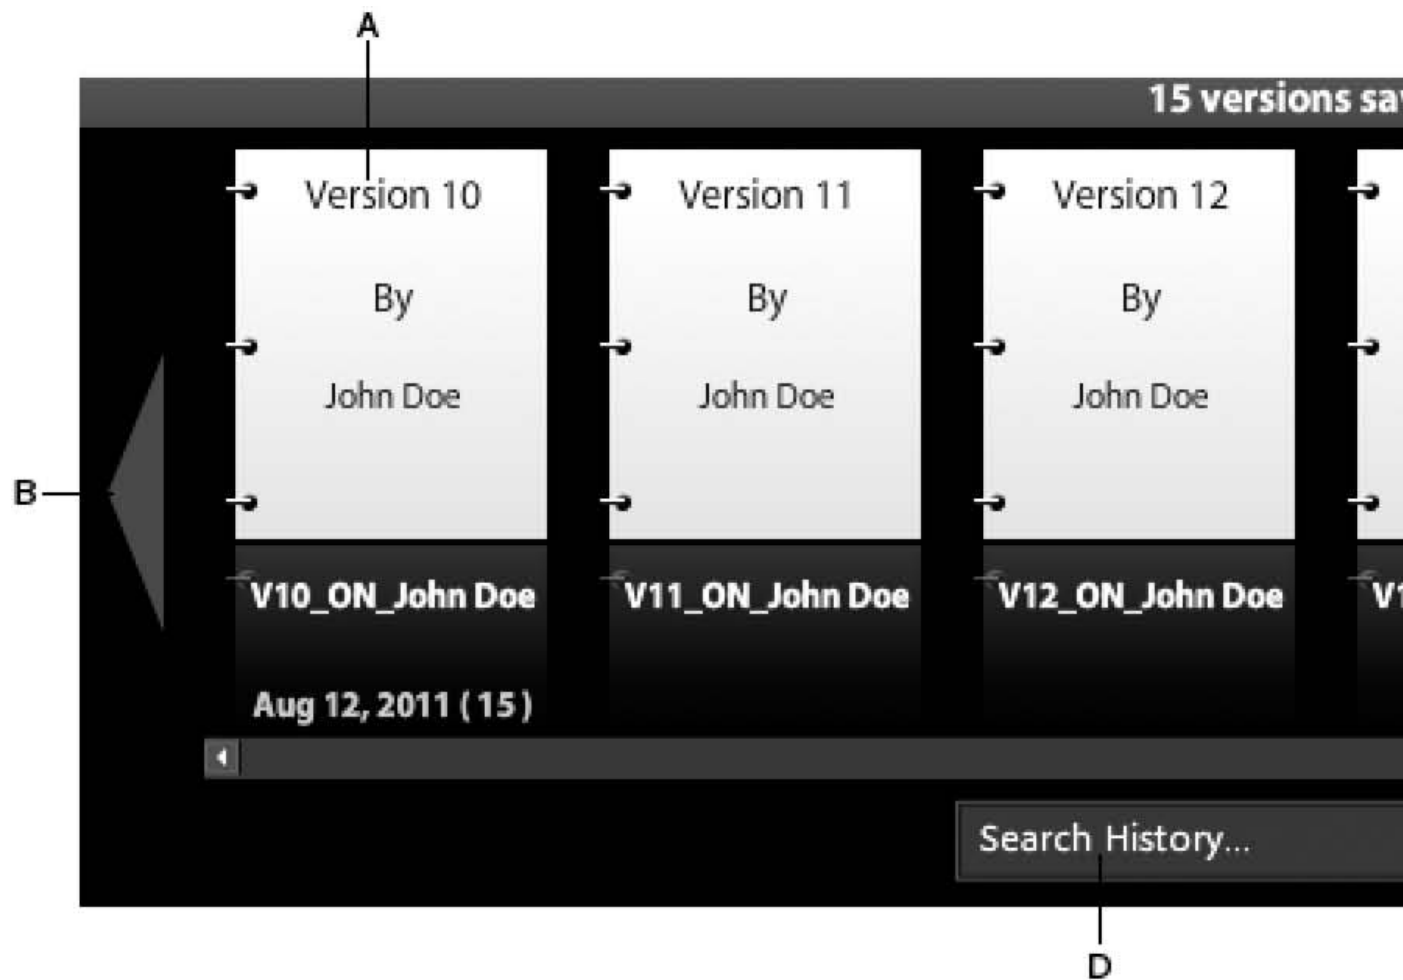 A
15 versions sa
Version 10
By
John Doe
Version 11
By
John Doe
Version 12
By
John Doe
B
V10_ON_John Doe
V11_ON_John Doe
V12_ON_John Doe
V1
Aug 12, 2011 ( 15 )
Search History...
D